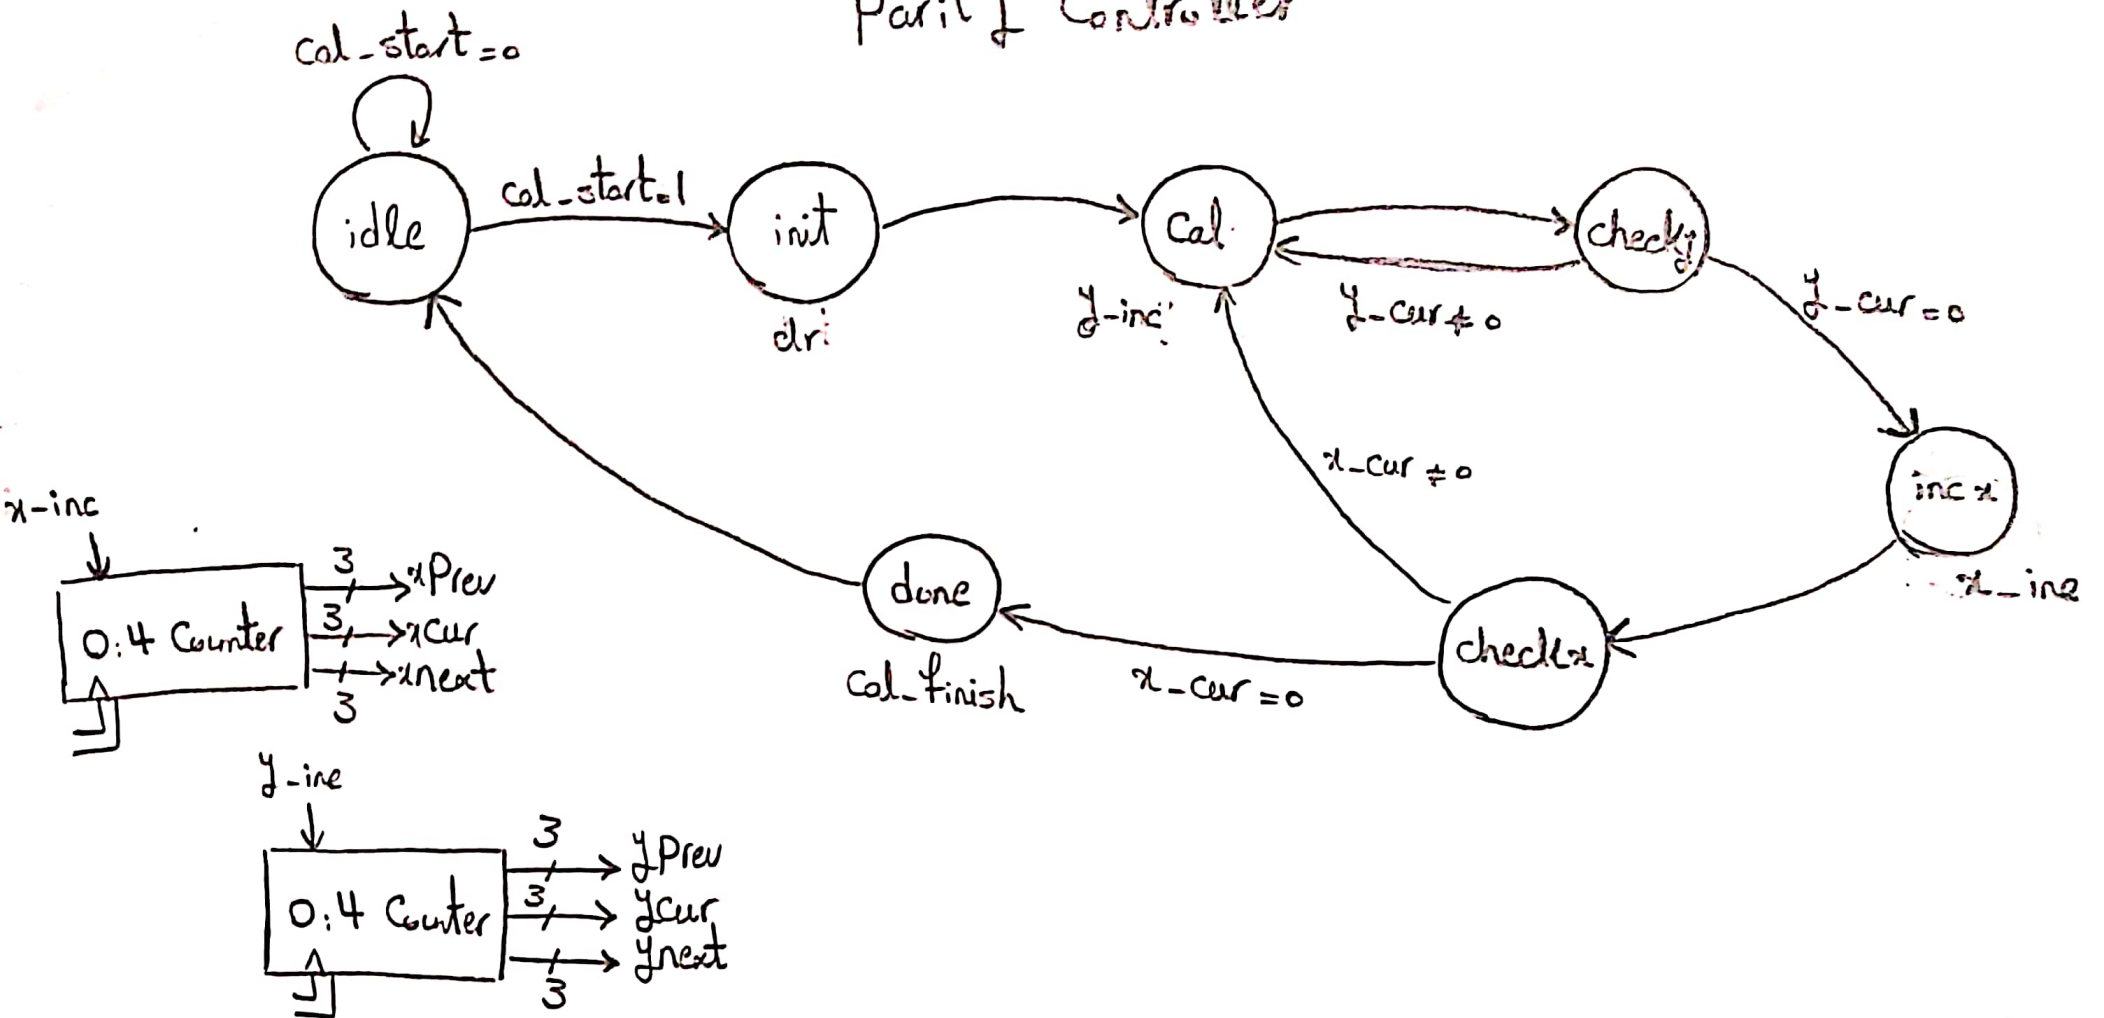 Parity Controller
cal_start=0
idle
cal_start=1
init
Cal.
checky
y-inc
y-cur≠0
y-cur=0
x-cur≠0
inc x
x_inc
checkx
x-cur=0
done
cal_finish
x-inc
0:4 Counter
3
xPrev
3
xcur
xnext
3
y-inc
0:4 Counter
3
yPrev
3
ycur
ynext
3